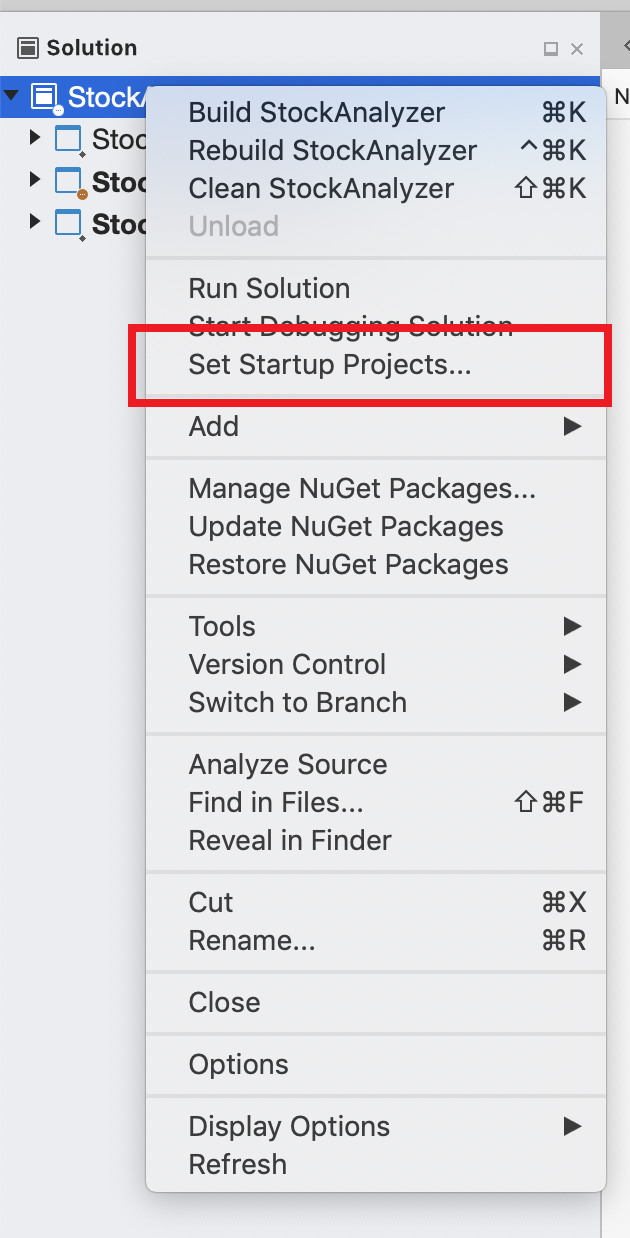 Solution
StockA
Stoc
Stoc
Stoc
N
Build StockAnalyzer ⌘K
Rebuild StockAnalyzer ^⌘K
Clean StockAnalyzer ⇧⌘K
Unload
Run Solution
Start Debugging Solution
Set Startup Projects...
Add
Manage NuGet Packages...
Update NuGet Packages
Restore NuGet Packages
Tools
Version Control
Switch to Branch
Analyze Source
Find in Files... ⇧⌘F
Reveal in Finder
Cut ⌘X
Rename... ⌘R
Close
Options
Display Options
Refresh